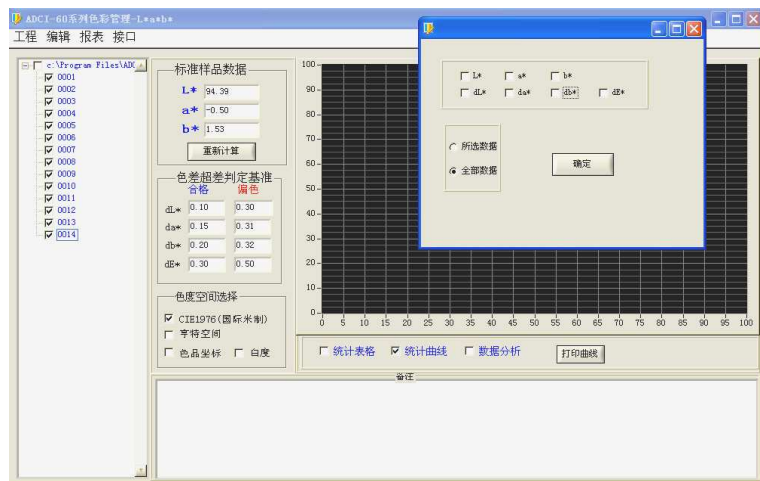 ADCI-60系列色彩管理-L*a*b*
工程 编辑 报表 接口
c:\Program Files\ADC
0001
0002
0003
0004
0005
0006
0007
0008
0009
0010
0011
0012
0013
0014
标准样品数据
L* 94.39
a* -0.50
b* 1.53
重新计算
色差超差判定基准
合格 偏色
dL* 0.10 0.30
da* 0.15 0.31
db* 0.20 0.32
dE* 0.30 0.50
色度空间选择
CIE1976(国际米制)
亨特空间
色品坐标 白度
100
90
80
70
60
50
40
30
20
10
0
0 5 10 15 20 25 30 35 40 45 50 55 60 65 70 75 80 85 90 95 100
L* a* b*
dL* da* db* dE*
所选数据
全部数据
确定
统计表格 统计曲线 数据分析 打印曲线
备注